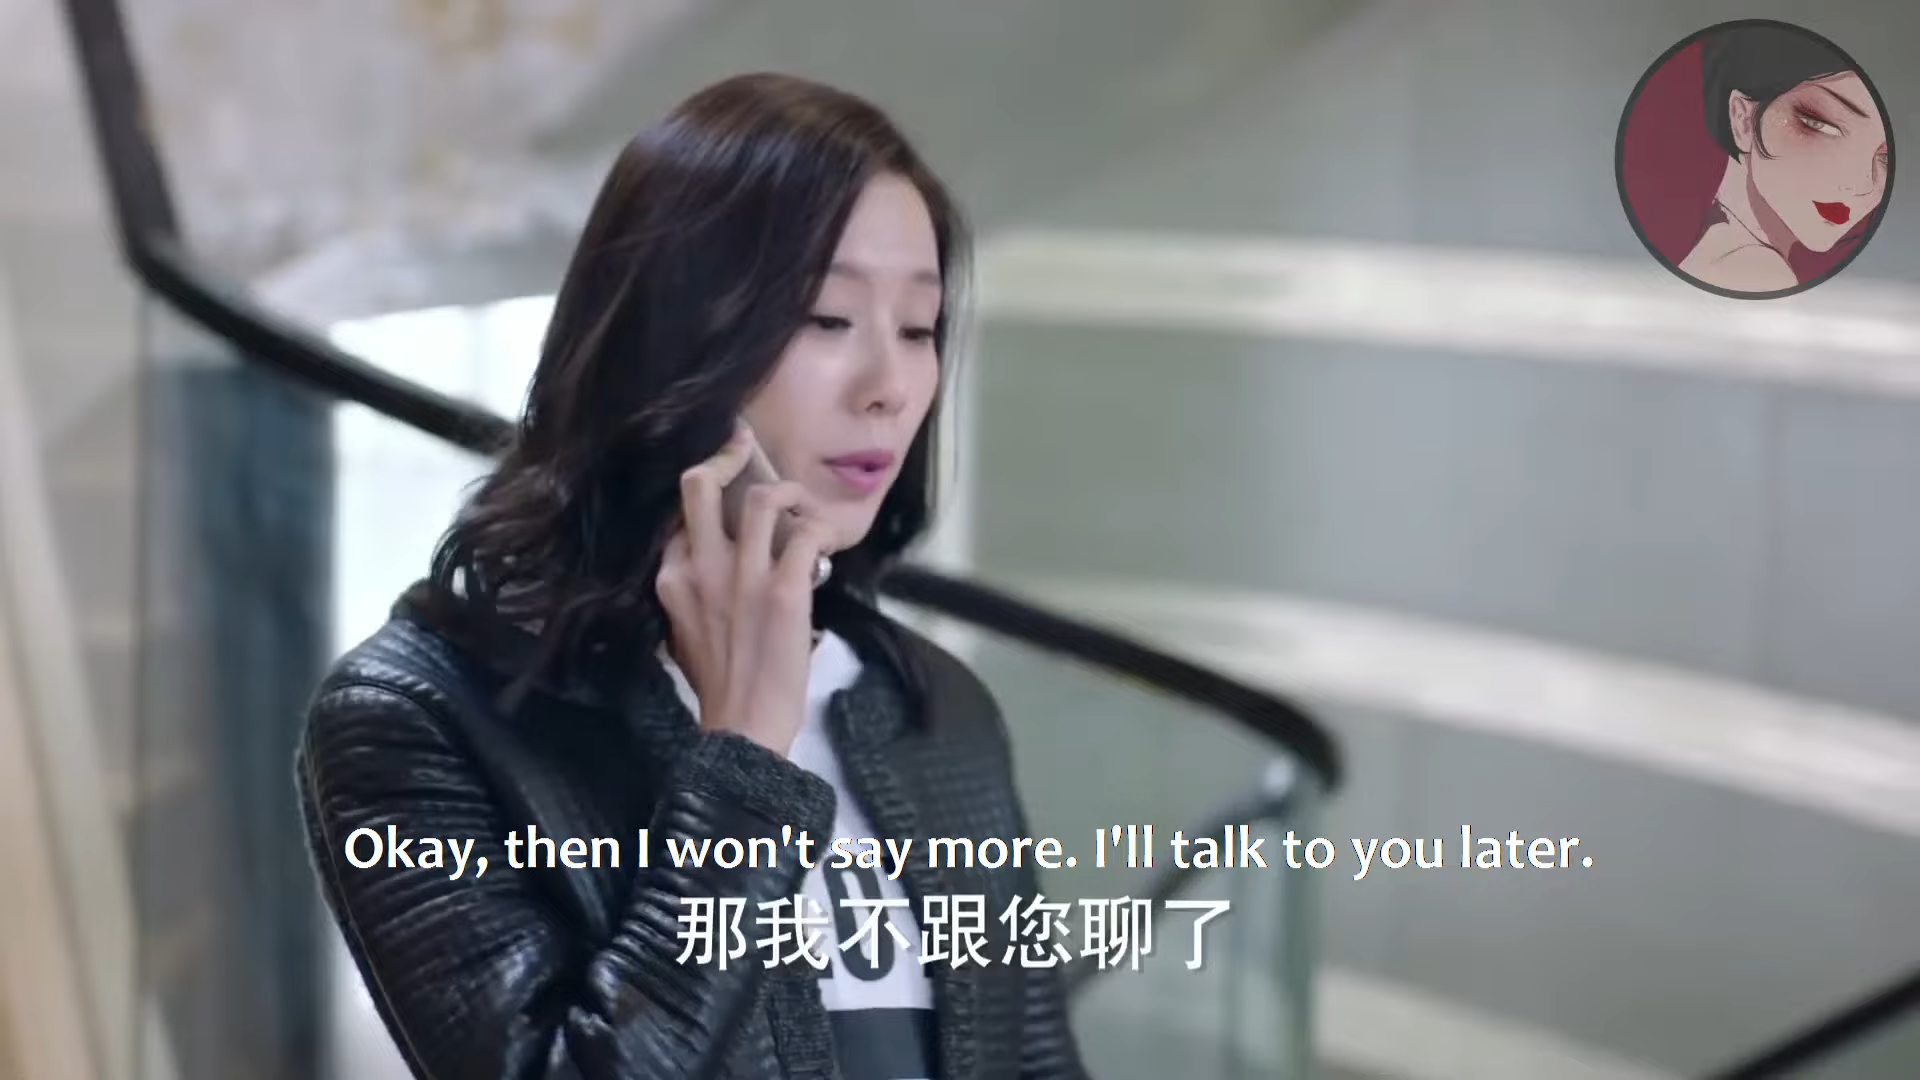 Okay, then I won't say more. I'll talk to you later.
那我不跟您聊了